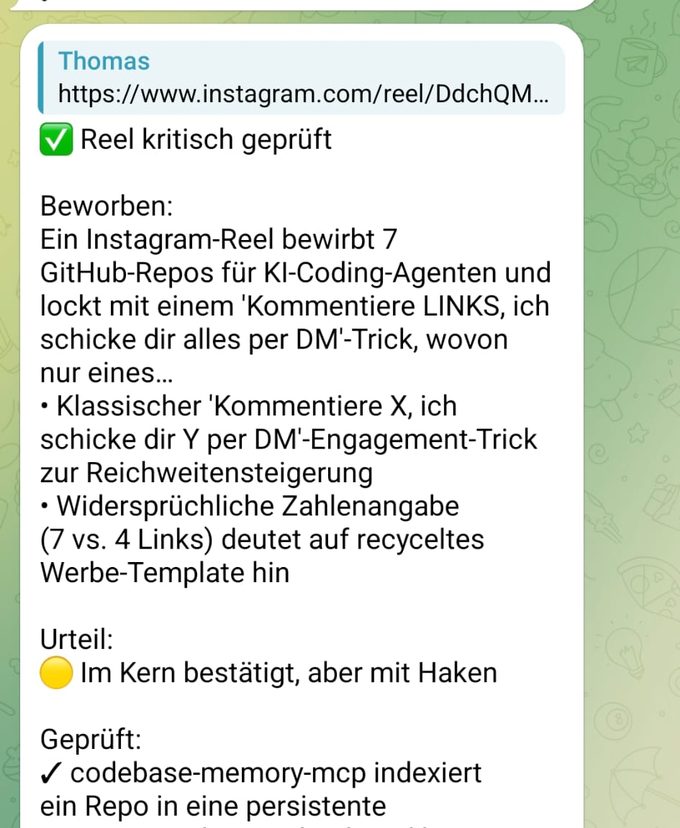 Thomas
https://www.instagram.com/reel/DdchQM...
✅ Reel kritisch geprüft
Beworben:
Ein Instagram-Reel bewirbt 7
GitHub-Repos für KI-Coding-Agenten und
lockt mit einem 'Kommentiere LINKS, ich
schicke dir alles per DM'-Trick, wovon
nur eines...
• Klassischer 'Kommentiere X, ich
schicke dir Y per DM'-Engagement-Trick
zur Reichweitensteigerung
• Widersprüchliche Zahlenangabe
(7 vs. 4 Links) deutet auf recyceltes
Werbe-Template hin
Urteil:
🟡 Im Kern bestätigt, aber mit Haken
Geprüft:
✓ codebase-memory-mcp indexiert
ein Repo in eine persistente